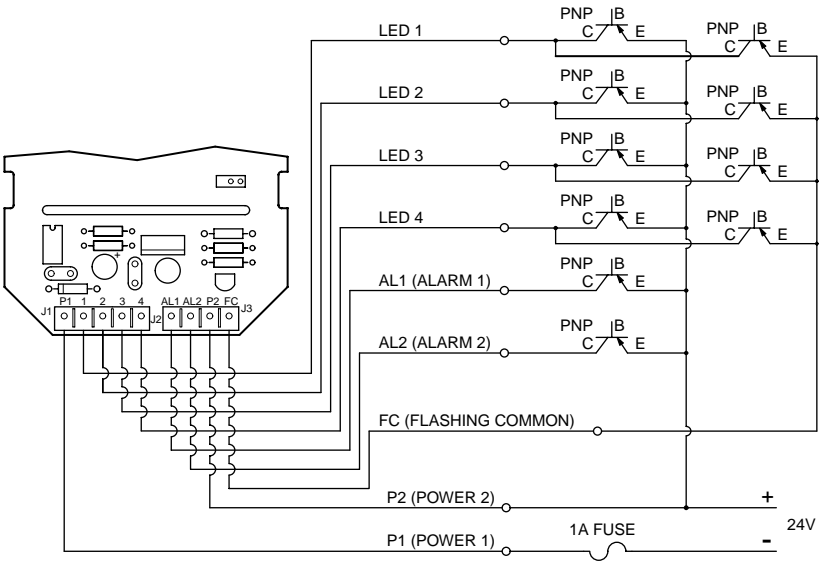 LED 1
PNP B
C E
PNP B
C E
LED 2
PNP B
C E
PNP B
C E
LED 3
PNP B
C E
PNP B
C E
LED 4
PNP B
C E
PNP B
C E
AL1 (ALARM 1)
PNP B
C E
AL2 (ALARM 2)
PNP B
C E
+
J1 P1 1 2 3 4 J2 AL1 AL2 P2 FC J3
FC (FLASHING COMMON)
P2 (POWER 2)
+
24V
1A FUSE
P1 (POWER 1)
-